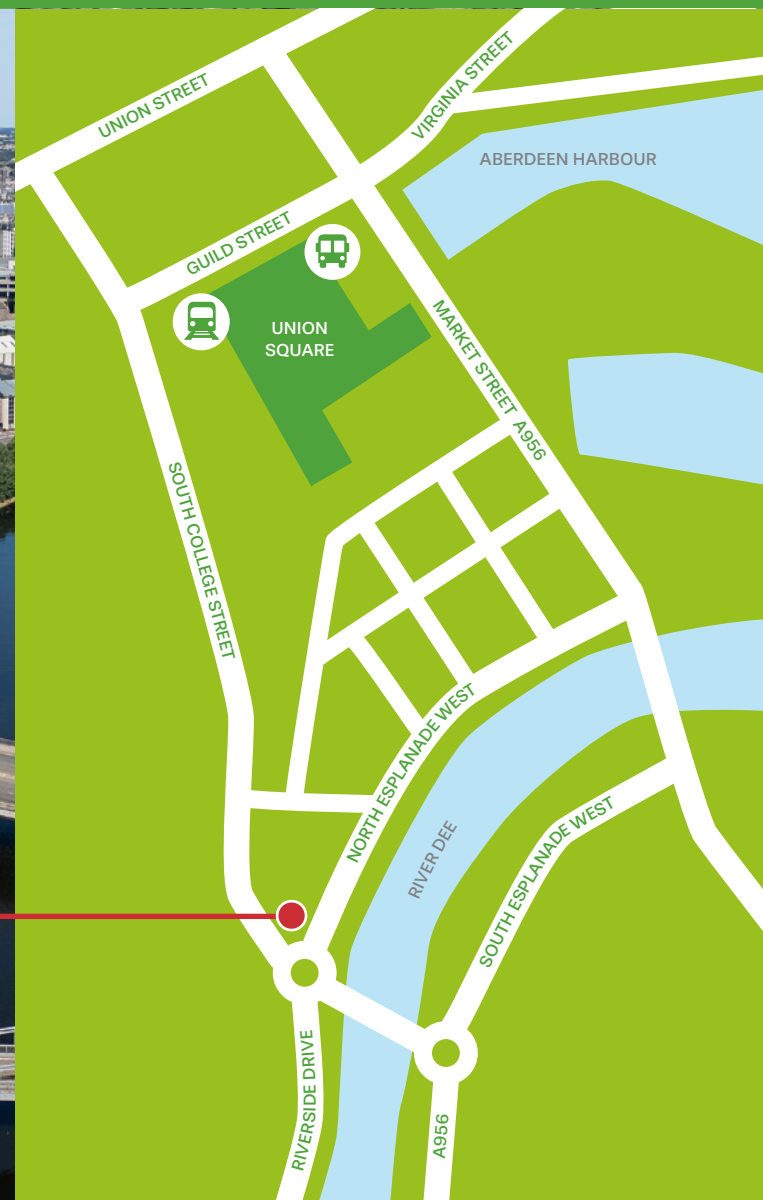 UNION STREET
VIRGINIA STREET
ABERDEEN HARBOUR
GUILD STREET
UNION
SQUARE
MARKET STREET A956
SOUTH COLLEGE STREET
NORTH ESPLANADE WEST
RIVER DEE
SOUTH ESPLANADE WEST
RIVERSIDE DRIVE
A956